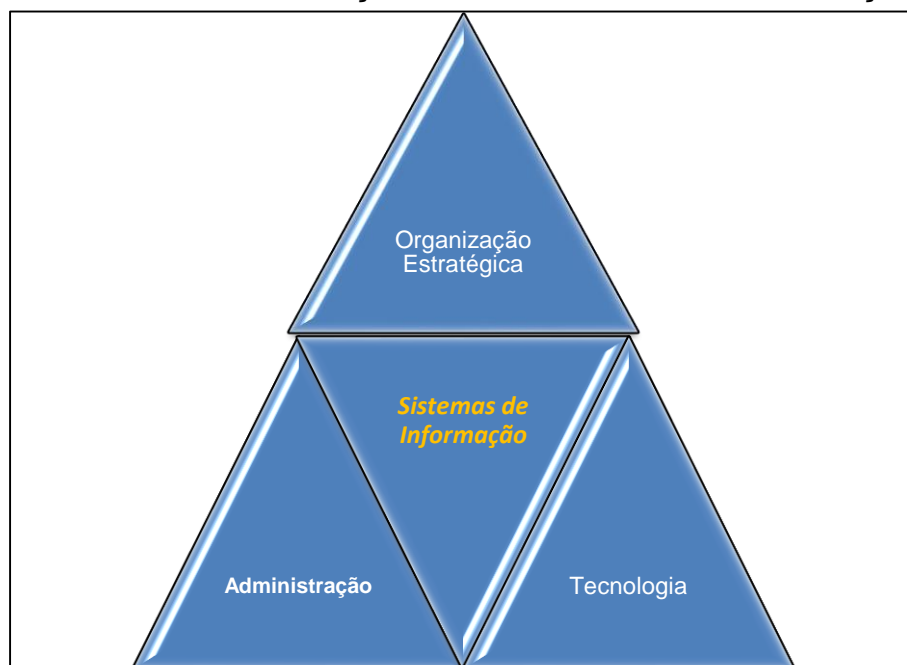 Organização
Estratégica
Sistemas de
Informação
Administração
Tecnologia